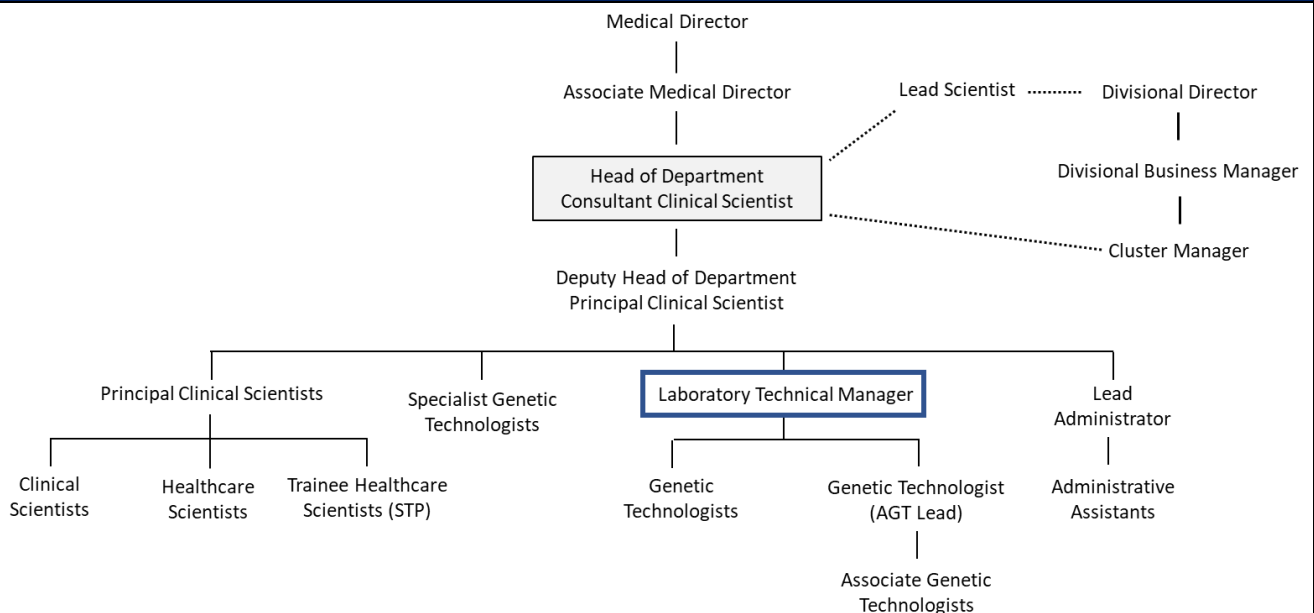 Medical Director
Associate Medical Director
Lead Scientist
Divisional Director
Head of Department
Consultant Clinical Scientist
Divisional Business Manager
Cluster Manager
Deputy Head of Department
Principal Clinical Scientist
Principal Clinical Scientists
Specialist Genetic
Technologists
Laboratory Technical Manager
Lead
Administrator
Clinical
Scientists
Healthcare
Scientists
Trainee Healthcare
Scientists (STP)
Genetic
Technologists
Genetic Technologist
(AGT Lead)
Administrative
Assistants
Associate Genetic
Technologists